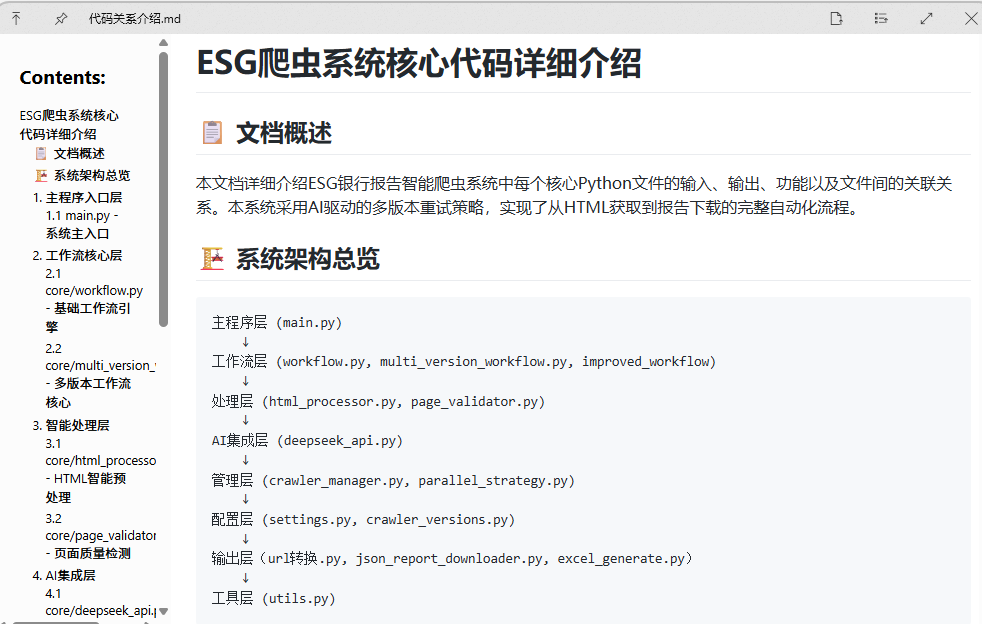 代码关系介绍.md
Contents:
ESG爬虫系统核心
代码详细介绍
文档概述
系统架构总览
1. 主程序入口层
1.1 main.py -
系统主入口
2. 工作流核心层
2.1
core/workflow.py
- 基础工作流引
擎
2.2
core/multi_version_
- 多版本工作流
核心
3. 智能处理层
3.1
core/html_processo
- HTML智能预
处理
3.2
core/page_validator
- 页面质量检测
4. AI集成层
4.1
core/deepseek_api.
ESG爬虫系统核心代码详细介绍
文档概述
本文档详细介绍ESG银行报告智能爬虫系统中每个核心Python文件的输入、输出、功能以及文件间的关联关
系。本系统采用AI驱动的多版本重试策略，实现了从HTML获取到报告下载的完整自动化流程。
系统架构总览
主程序层 (main.py)
↓
工作流层 (workflow.py, multi_version_workflow.py, improved_workflow)
↓
处理层 (html_processor.py, page_validator.py)
↓
AI集成层 (deepseek_api.py)
↓
管理层 (crawler_manager.py, parallel_strategy.py)
↓
配置层 (settings.py, crawler_versions.py)
↓
输出层（url转换.py, json_report_downloader.py, excel_generate.py）
↓
工具层 (utils.py)